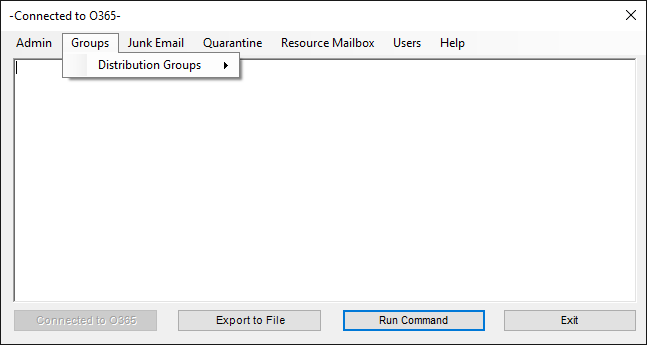 -Connected to O365-
Admin Groups Junk Email Quarantine Resource Mailbox Users Help
Distribution Groups
Connected to O365 Export to File Run Command Exit